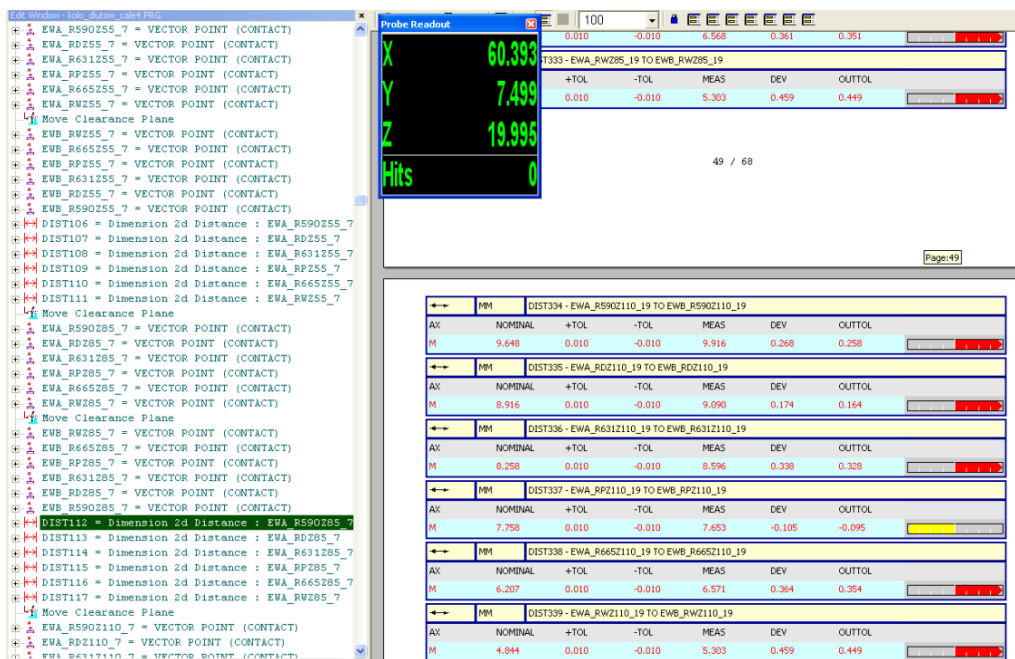 Edit Window - kolo_dlutow_cale4.PRG
EWA_R590Z55_7 = VECTOR POINT (CONTACT)
EWA_RDZ55_7 = VECTOR POINT (CONTACT)
EWA_R631Z55_7 = VECTOR POINT (CONTACT)
EWA_RPZ55_7 = VECTOR POINT (CONTACT)
EWA_R665Z55_7 = VECTOR POINT (CONTACT)
EWA_RWZ55_7 = VECTOR POINT (CONTACT)
Move Clearance Plane
EWB_RWZ55_7 = VECTOR POINT (CONTACT)
EWB_R665Z55_7 = VECTOR POINT (CONTACT)
EWB_RPZ55_7 = VECTOR POINT (CONTACT)
EWB_R631Z55_7 = VECTOR POINT (CONTACT)
EWB_RDZ55_7 = VECTOR POINT (CONTACT)
EWB_R590Z55_7 = VECTOR POINT (CONTACT)
DIST106 = Dimension 2d Distance : EWA_R590Z55_7
DIST107 = Dimension 2d Distance : EWA_RDZ55_7
DIST108 = Dimension 2d Distance : EWA_R631Z55_7
DIST109 = Dimension 2d Distance : EWA_RPZ55_7
DIST110 = Dimension 2d Distance : EWA_R665Z55_7
DIST111 = Dimension 2d Distance : EWA_RWZ55_7
Move Clearance Plane
EWA_R590Z85_7 = VECTOR POINT (CONTACT)
EWA_RDZ85_7 = VECTOR POINT (CONTACT)
EWA_R631Z85_7 = VECTOR POINT (CONTACT)
EWA_RPZ85_7 = VECTOR POINT (CONTACT)
EWA_R665Z85_7 = VECTOR POINT (CONTACT)
EWA_RWZ85_7 = VECTOR POINT (CONTACT)
Move Clearance Plane
EWB_RWZ85_7 = VECTOR POINT (CONTACT)
EWB_R665Z85_7 = VECTOR POINT (CONTACT)
EWB_RPZ85_7 = VECTOR POINT (CONTACT)
EWB_R631Z85_7 = VECTOR POINT (CONTACT)
EWB_RDZ85_7 = VECTOR POINT (CONTACT)
EWB_R590Z85_7 = VECTOR POINT (CONTACT)
DIST112 = Dimension 2d Distance : EWA_R590Z85_7
DIST113 = Dimension 2d Distance : EWA_RDZ85_7
DIST114 = Dimension 2d Distance : EWA_R631Z85_7
DIST115 = Dimension 2d Distance : EWA_RPZ85_7
DIST116 = Dimension 2d Distance : EWA_R665Z85_7
DIST117 = Dimension 2d Distance : EWA_RWZ85_7
Move Clearance Plane
EWA_R590Z110_7 = VECTOR POINT (CONTACT)
EWA_RDZ110_7 = VECTOR POINT (CONTACT)
EWA_R631Z110_7 = VECTOR POINT (CONTACT)
Probe Readout
X 60.393
Y 7.499
Z 19.995
Hits 0
100
0.010 -0.010 6.568 0.361 0.351
ST333 - EWA_RWZ85_19 TO EWB_RWZ85_19
+TOL -TOL MEAS DEV OUTTOL
0.010 -0.010 5.303 0.459 0.449
49 / 68
Page:49
MM DIST334 - EWA_R590Z110_19 TO EWB_R590Z110_19
AX NOMINAL +TOL -TOL MEAS DEV OUTTOL
M 9.648 0.010 -0.010 9.916 0.268 0.258
MM DIST335 - EWA_RDZ110_19 TO EWB_RDZ110_19
AX NOMINAL +TOL -TOL MEAS DEV OUTTOL
M 8.916 0.010 -0.010 9.090 0.174 0.164
MM DIST336 - EWA_R631Z110_19 TO EWB_R631Z110_19
AX NOMINAL +TOL -TOL MEAS DEV OUTTOL
M 8.258 0.010 -0.010 8.596 0.338 0.328
MM DIST337 - EWA_RPZ110_19 TO EWB_RPZ110_19
AX NOMINAL +TOL -TOL MEAS DEV OUTTOL
M 7.758 0.010 -0.010 7.653 -0.105 -0.095
MM DIST338 - EWA_R665Z110_19 TO EWB_R665Z110_19
AX NOMINAL +TOL -TOL MEAS DEV OUTTOL
M 6.207 0.010 -0.010 6.571 0.364 0.354
MM DIST339 - EWA_RWZ110_19 TO EWB_RWZ110_19
AX NOMINAL +TOL -TOL MEAS DEV OUTTOL
M 4.844 0.010 -0.010 5.303 0.459 0.449